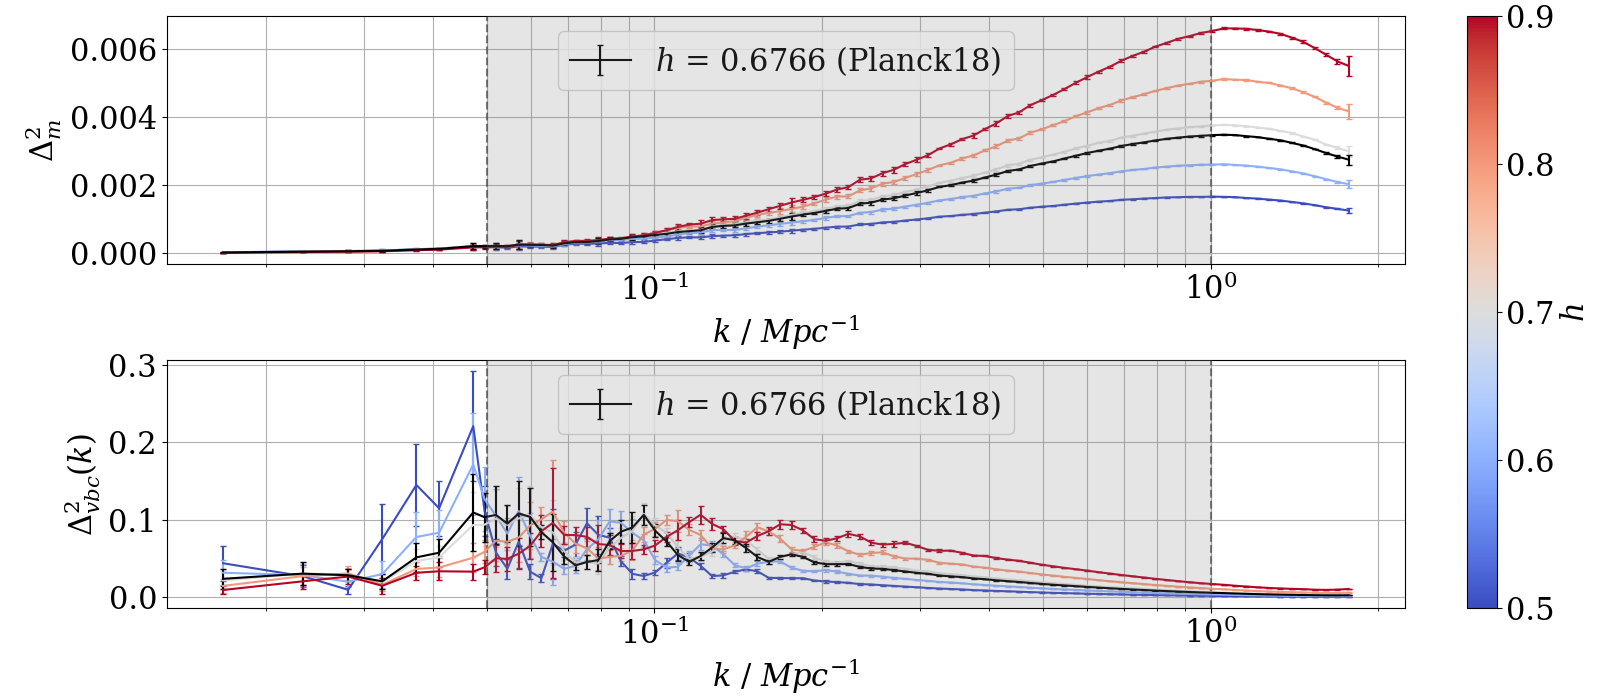 0.006
0.004
0.002
0.000
Δ²ₘ
h = 0.6766 (Planck18)
10⁻¹
10⁰
k / Mpc⁻¹
0.3
0.2
0.1
0.0
Δ²_vbc(k)
h = 0.6766 (Planck18)
10⁻¹
10⁰
k / Mpc⁻¹
0.9
0.8
0.7
0.6
0.5
h